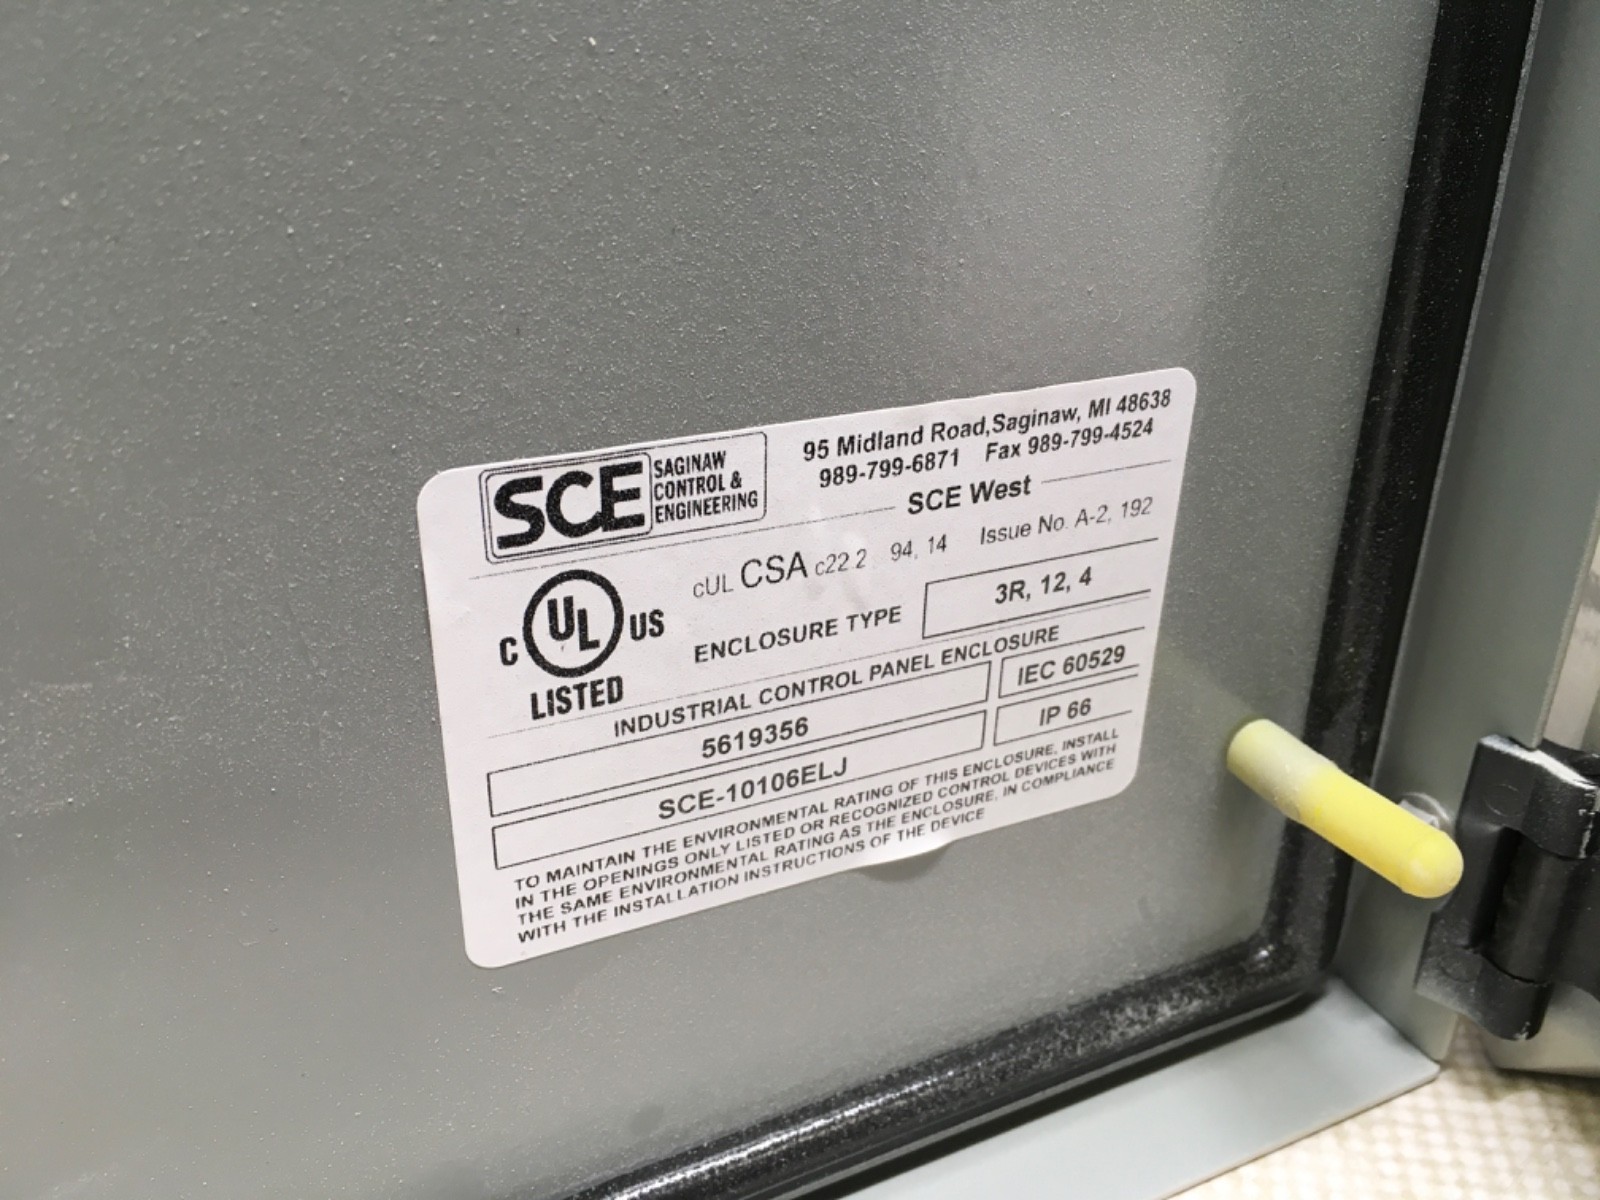 SCE SAGINAW
CONTROL &
ENGINEERING
95 Midland Road,Saginaw, MI 48638
989-799-6871 Fax 989-799-4524
SCE West
cUL CSA c22.2 94, 14 Issue No. A-2, 192
C UL US
LISTED
ENCLOSURE TYPE 3R, 12, 4
INDUSTRIAL CONTROL PANEL ENCLOSURE
5619356 IEC 60529
SCE-10106ELJ IP 66
TO MAINTAIN THE ENVIRONMENTAL RATING OF THIS ENCLOSURE, INSTALL
IN THE OPENINGS ONLY LISTED OR RECOGNIZED CONTROL DEVICES WITH
THE SAME ENVIRONMENTAL RATING AS THE ENCLOSURE, IN COMPLIANCE
WITH THE INSTALLATION INSTRUCTIONS OF THE DEVICE